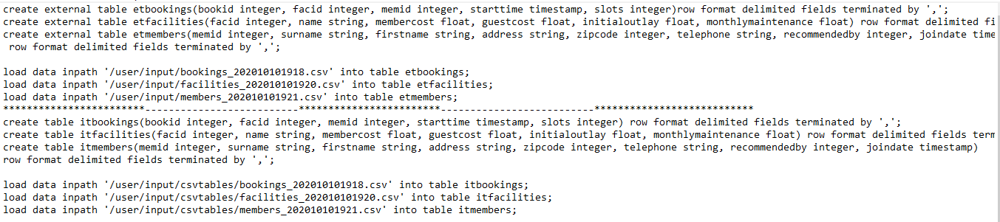 create external table etbookings(bookid integer, facid integer, memid integer, starttime timestamp, slots integer)row format delimited fields terminated by ',';
create external table etfacilities(facid integer, name string, membercost float, guestcost float, initialoutlay float, monthlymaintenance float) row format delimited fi
create external table etmembers(memid integer, surname string, firstname string, address string, zipcode integer, telephone string, recommendedby integer, joindate time
row format delimited fields terminated by ',';
load data inpath '/user/input/bookings_202010101918.csv' into table etbookings;
load data inpath '/user/input/facilities_202010101920.csv' into table etfacilities;
load data inpath '/user/input/members_202010101921.csv' into table etmembers;
************************--------------------------************************--------------------------***************************
create table itbookings(bookid integer, facid integer, memid integer, starttime timestamp, slots integer) row format delimited fields terminated by ',';
create table itfacilities(facid integer, name string, membercost float, guestcost float, initialoutlay float, monthlymaintenance float) row format delimited fields term
create table itmembers(memid integer, surname string, firstname string, address string, zipcode integer, telephone string, recommendedby integer, joindate timestamp)
row format delimited fields terminated by ',';
load data inpath '/user/input/csvtables/bookings_202010101918.csv' into table itbookings;
load data inpath '/user/input/csvtables/facilities_202010101920.csv' into table itfacilities;
load data inpath '/user/input/csvtables/members_202010101921.csv' into table itmembers;